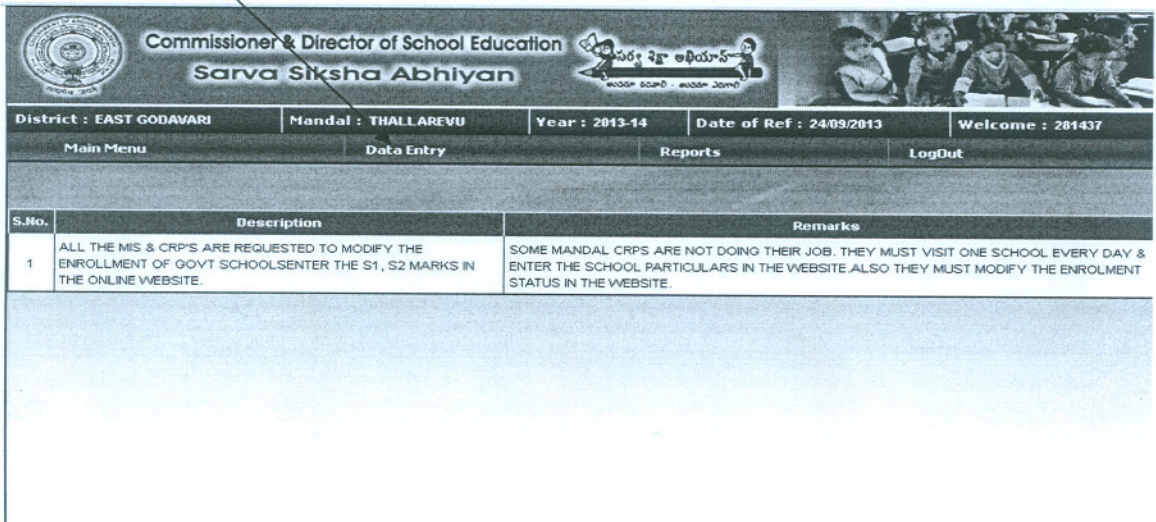 Commissioner & Director of School Education
Sarva Siksha Abhiyan
సర్వ శిక్షా అభియాన్
District : EAST GODAVARI Mandal : THALLAREVU Year : 2013-14 Date of Ref : 24/09/2013 Welcome : 281437
Main Menu Data Entry Reports LogOut
S.No. Description Remarks
1 ALL THE MIS & CRP'S ARE REQUESTED TO MODIFY THE
ENROLLMENT OF GOVT SCHOOLSENTER THE S1, S2 MARKS IN
THE ONLINE WEBSITE.
SOME MANDAL CRPS ARE NOT DOING THEIR JOB. THEY MUST VISIT ONE SCHOOL EVERY DAY &
ENTER THE SCHOOL PARTICULARS IN THE WEBSITE.ALSO THEY MUST MODIFY THE ENROLMENT
STATUS IN THE WEBSITE.